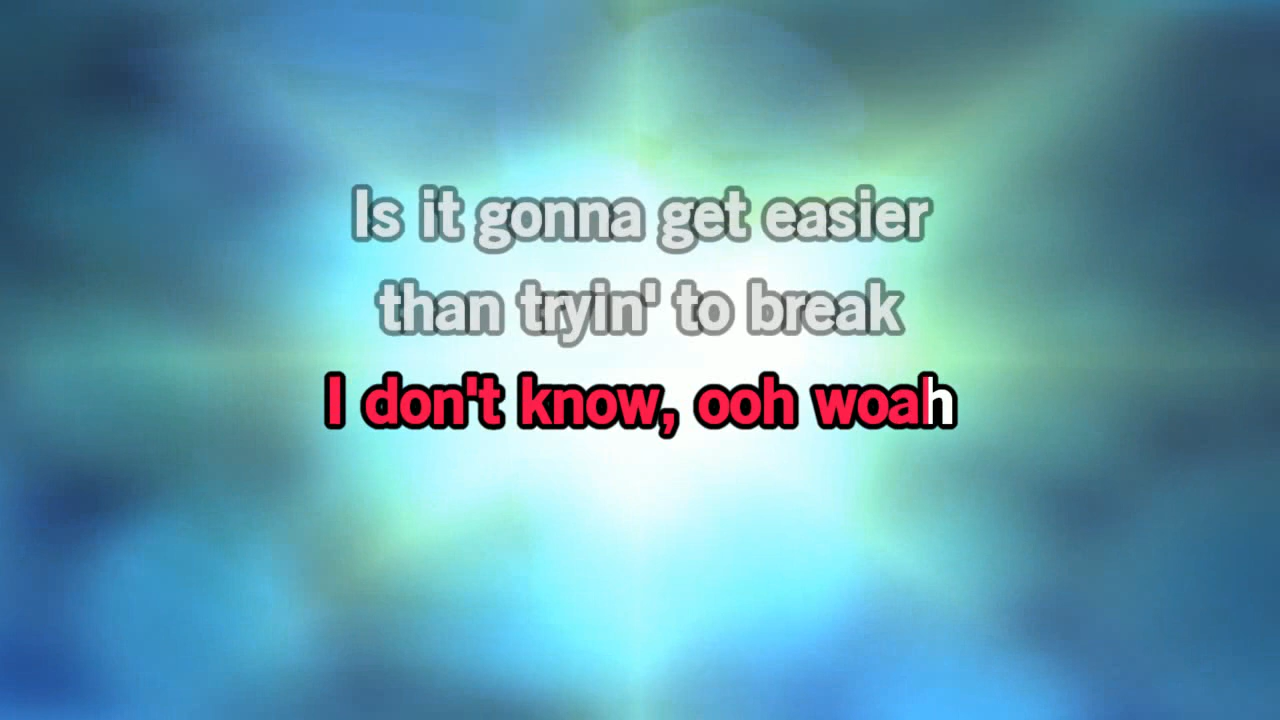 Is it gonna get easier
than tryin' to break
I don't know, ooh woah